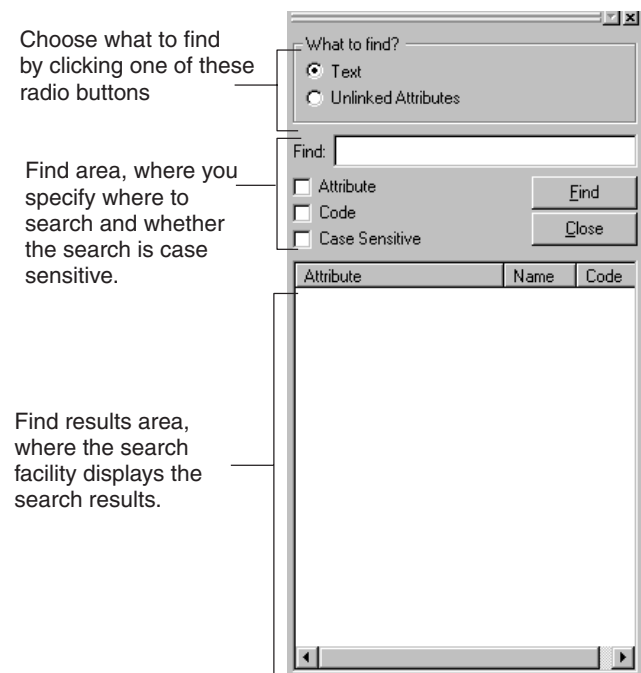 Choose what to find
by clicking one of these
radio buttons
What to find?
Text
Unlinked Attributes
Find area, where you
specify where to
search and whether
the search is case
sensitive.
Find:
Attribute
Code
Case Sensitive
Find
Close
Attribute Name Code
Find results area,
where the search
facility displays the
search results.